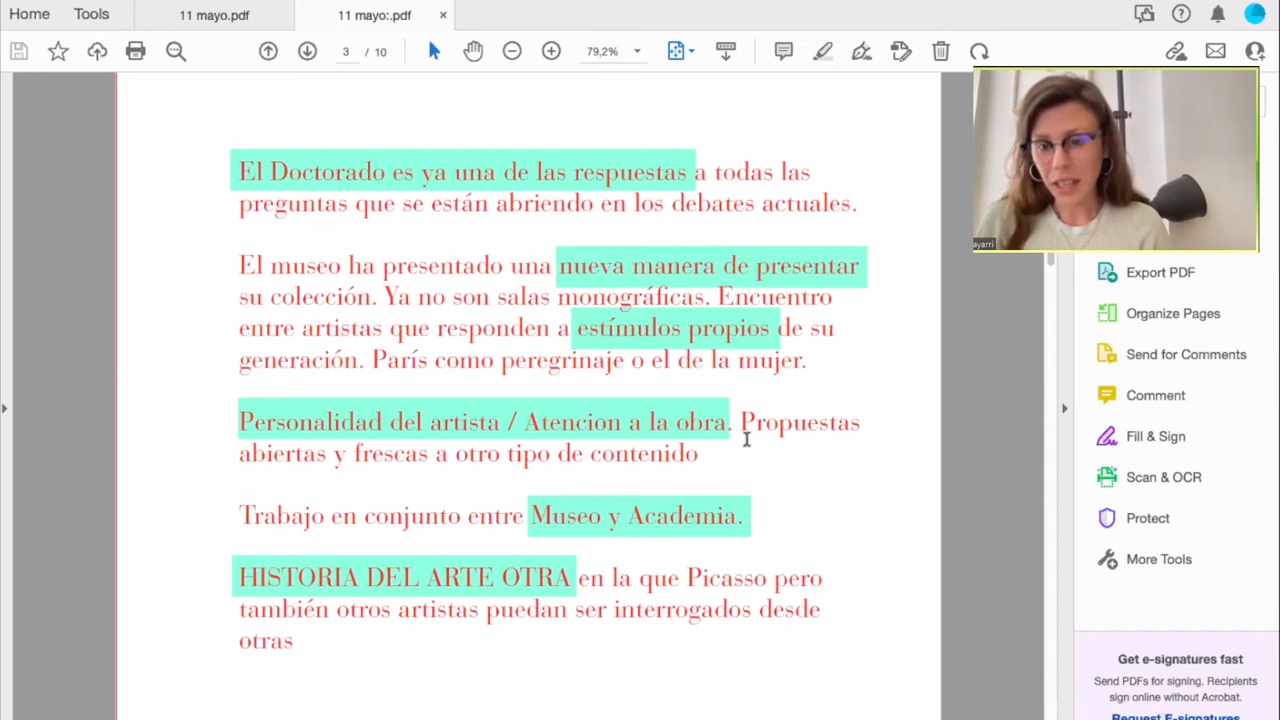 Home Tools 11 mayo.pdf 11 mayo:.pdf ×
3 / 10 79,2%
El Doctorado es ya una de las respuestas a todas las
preguntas que se están abriendo en los debates actuales.
El museo ha presentado una nueva manera de presentar
su colección. Ya no son salas monográficas. Encuentro
entre artistas que responden a estímulos propios de su
generación. París como peregrinaje o el de la mujer.
Personalidad del artista / Atencion a la obra. Propuestas
abiertas y frescas a otro tipo de contenido
Trabajo en conjunto entre Museo y Academia.
HISTORIA DEL ARTE OTRA en la que Picasso pero
también otros artistas puedan ser interrogados desde
otras
ayarri
Export PDF
Organize Pages
Send for Comments
Comment
Fill & Sign
Scan & OCR
Protect
More Tools
Get e-signatures fast
Send PDFs for signing. Recipients
sign online without Acrobat.
Request E-signatures